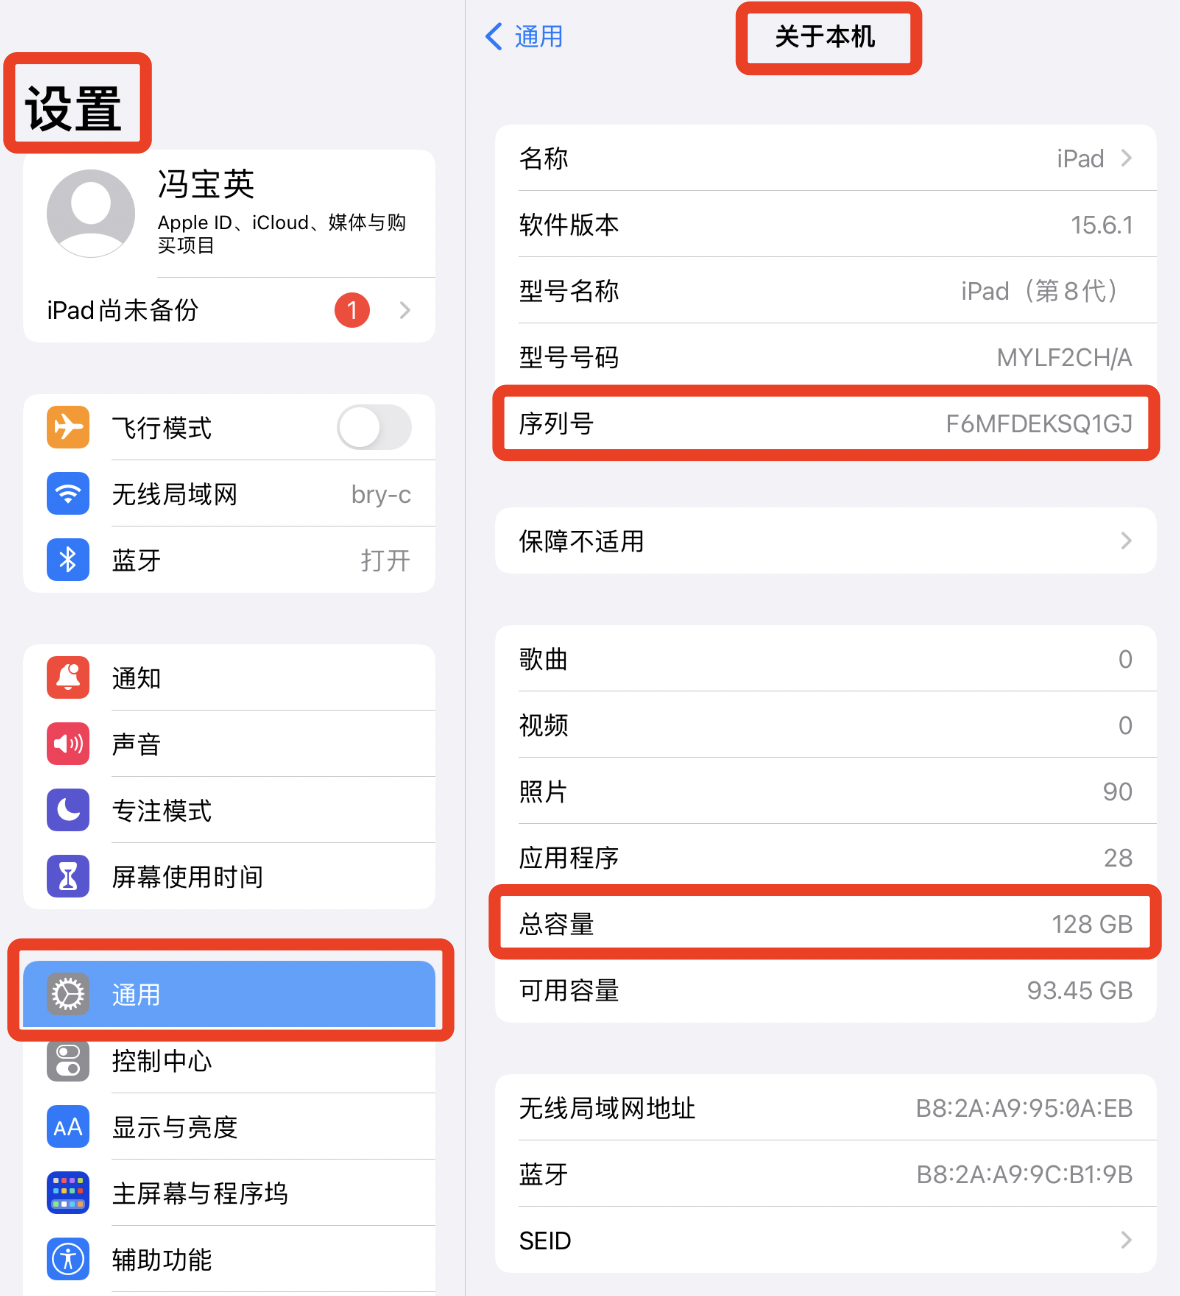 设置
冯宝英
Apple ID、iCloud、媒体与购
买项目
iPad尚未备份 1
飞行模式
无线局域网 bry-c
蓝牙 打开
通知
声音
专注模式
屏幕使用时间
通用
控制中心
AA 显示与亮度
主屏幕与程序坞
辅助功能
通用 关于本机
名称 iPad
软件版本 15.6.1
型号名称 iPad（第8代）
型号号码 MYLF2CH/A
序列号 F6MFDEKSQ1GJ
保障不适用
歌曲 0
视频 0
照片 90
应用程序 28
总容量 128 GB
可用容量 93.45 GB
无线局域网地址 B8:2A:A9:95:0A:EB
蓝牙 B8:2A:A9:9C:B1:9B
SEID